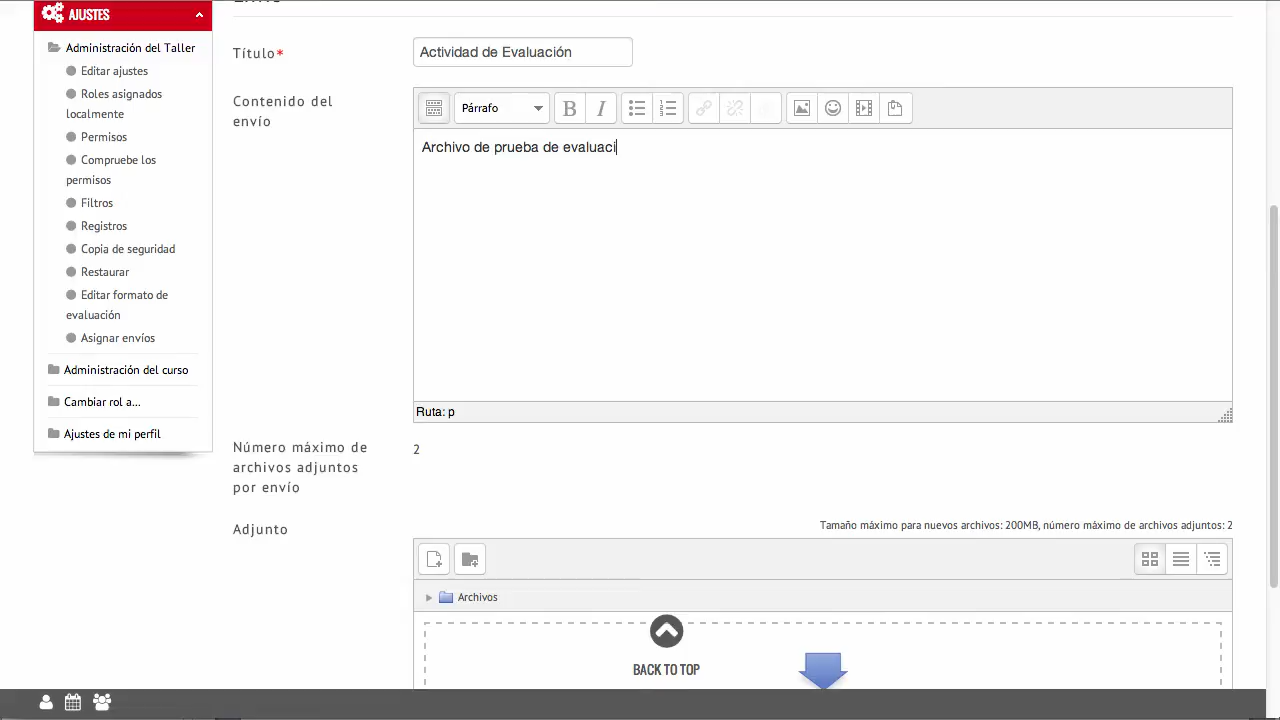 AJUSTES
Administración del Taller
Editar ajustes
Roles asignados
localmente
Permisos
Compruebe los
permisos
Filtros
Registros
Copia de seguridad
Restaurar
Editar formato de
evaluación
Asignar envíos
Administración del curso
Cambiar rol a...
Ajustes de mi perfil
Título*
Actividad de Evaluación
Contenido del
envío
Párrafo
B I
Archivo de prueba de evaluaci
Ruta: p
Número máximo de
archivos adjuntos
por envío
2
Adjunto
Tamaño máximo para nuevos archivos: 200MB, número máximo de archivos adjuntos: 2
Archivos
BACK TO TOP